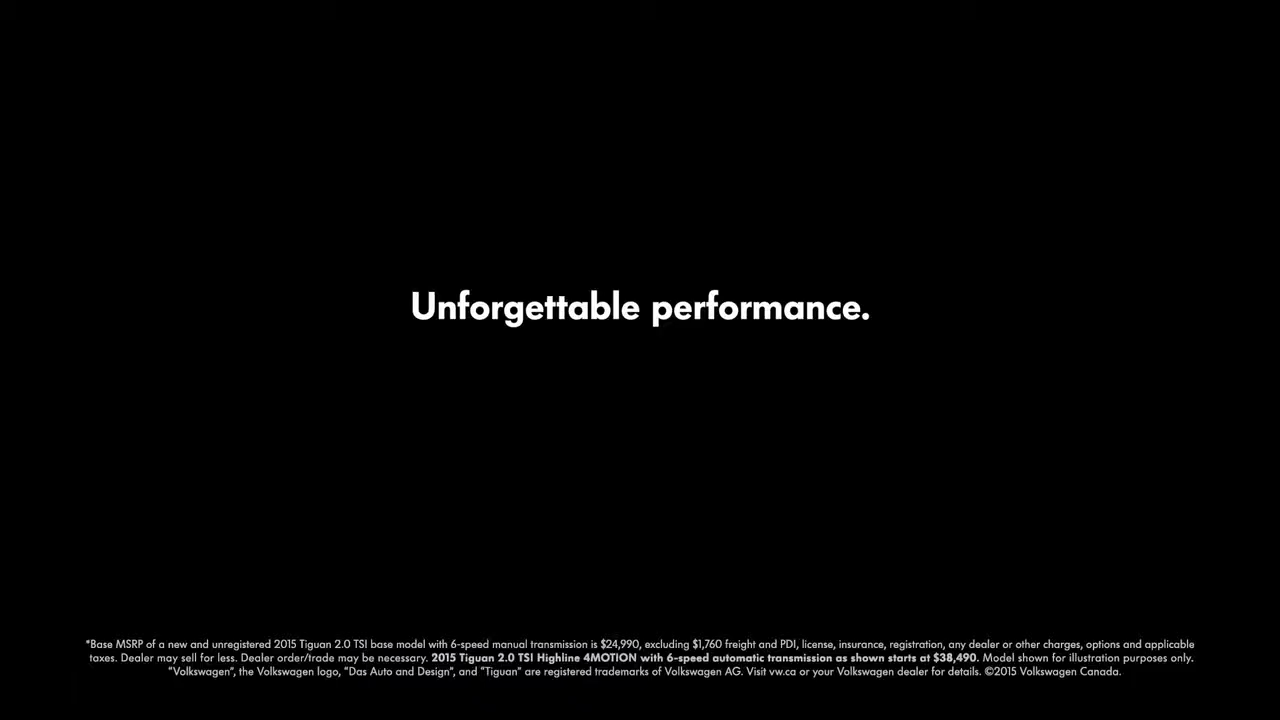 Unforgettable performance.
*Base MSRP of a new and unregistered 2015 Tiguan 2.0 TSI base model with 6-speed manual transmission is $24,990, excluding $1,760 freight and PDI, license, insurance, registration, any dealer or other charges, options and applicable
taxes. Dealer may sell for less. Dealer order/trade may be necessary. 2015 Tiguan 2.0 TSI Highline 4MOTION with 6-speed automatic transmission as shown starts at $38,490. Model shown for illustration purposes only.
"Volkswagen", the Volkswagen logo, "Das Auto and Design", and "Tiguan" are registered trademarks of Volkswagen AG. Visit vw.ca or your Volkswagen dealer for details. ©2015 Volkswagen Canada.